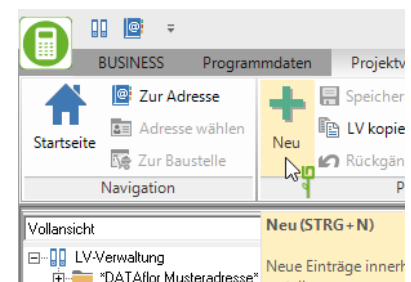 BUSINESS Programmdaten Projektv
Zur Adresse
Adresse wählen
Zur Baustelle
Startseite
Navigation
Neu
Speicher
LV kopie
Rückgän
P
Vollansicht
LV-Verwaltung
*DATAflor Musteradresse*
Neu (STRG+N)
Neue Einträge innerh